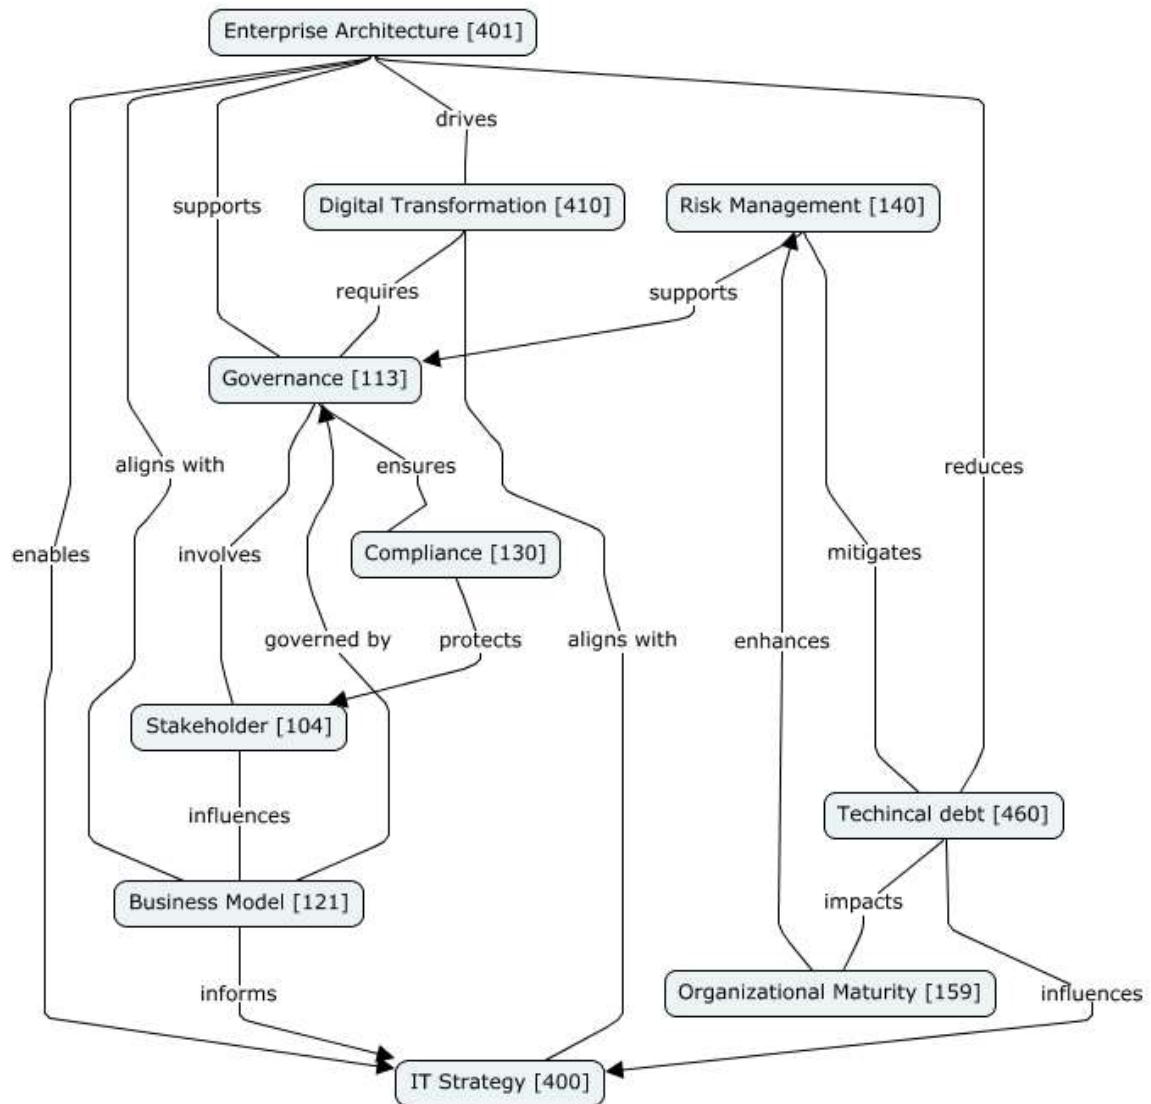 Enterprise Architecture [401]
drives
supports
Digital Transformation [410]
Risk Management [140]
requires
supports
Governance [113]
aligns with
ensures
reduces
enables
involves
Compliance [130]
mitigates
governed by
protects
aligns with
enhances
Stakeholder [104]
influences
Techincal debt [460]
Business Model [121]
impacts
informs
Organizational Maturity [159]
influences
IT Strategy [400]